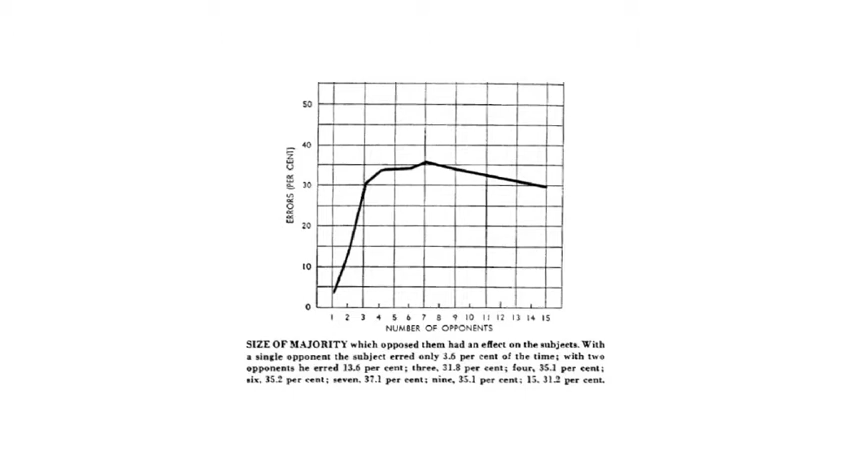 50
40
30
20
10
0
ERRORS (PER CENT)
1 2 3 4 5 6 7 8 9 10 11 12 13 14 15
NUMBER OF OPPONENTS
SIZE OF MAJORITY which opposed them had an effect on the subjects. With
a single opponent the subject erred only 3.6 per cent of the time; with two
opponents he erred 13.6 per cent; three, 31.8 per cent; four, 35.1 per cent;
six, 35.2 per cent; seven, 37.1 per cent; nine, 35.1 per cent; 15, 31.2 per cent.